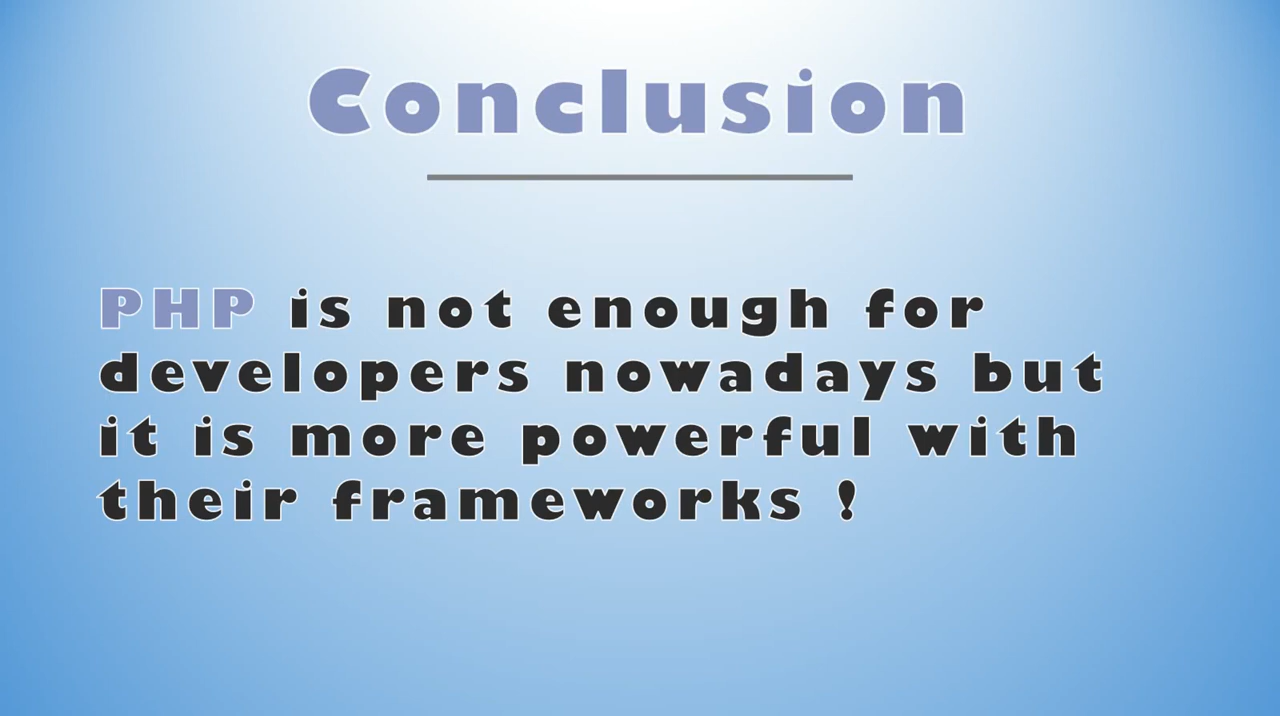 Conclusion
PHP is not enough for
developers nowadays but
it is more powerful with
their frameworks !